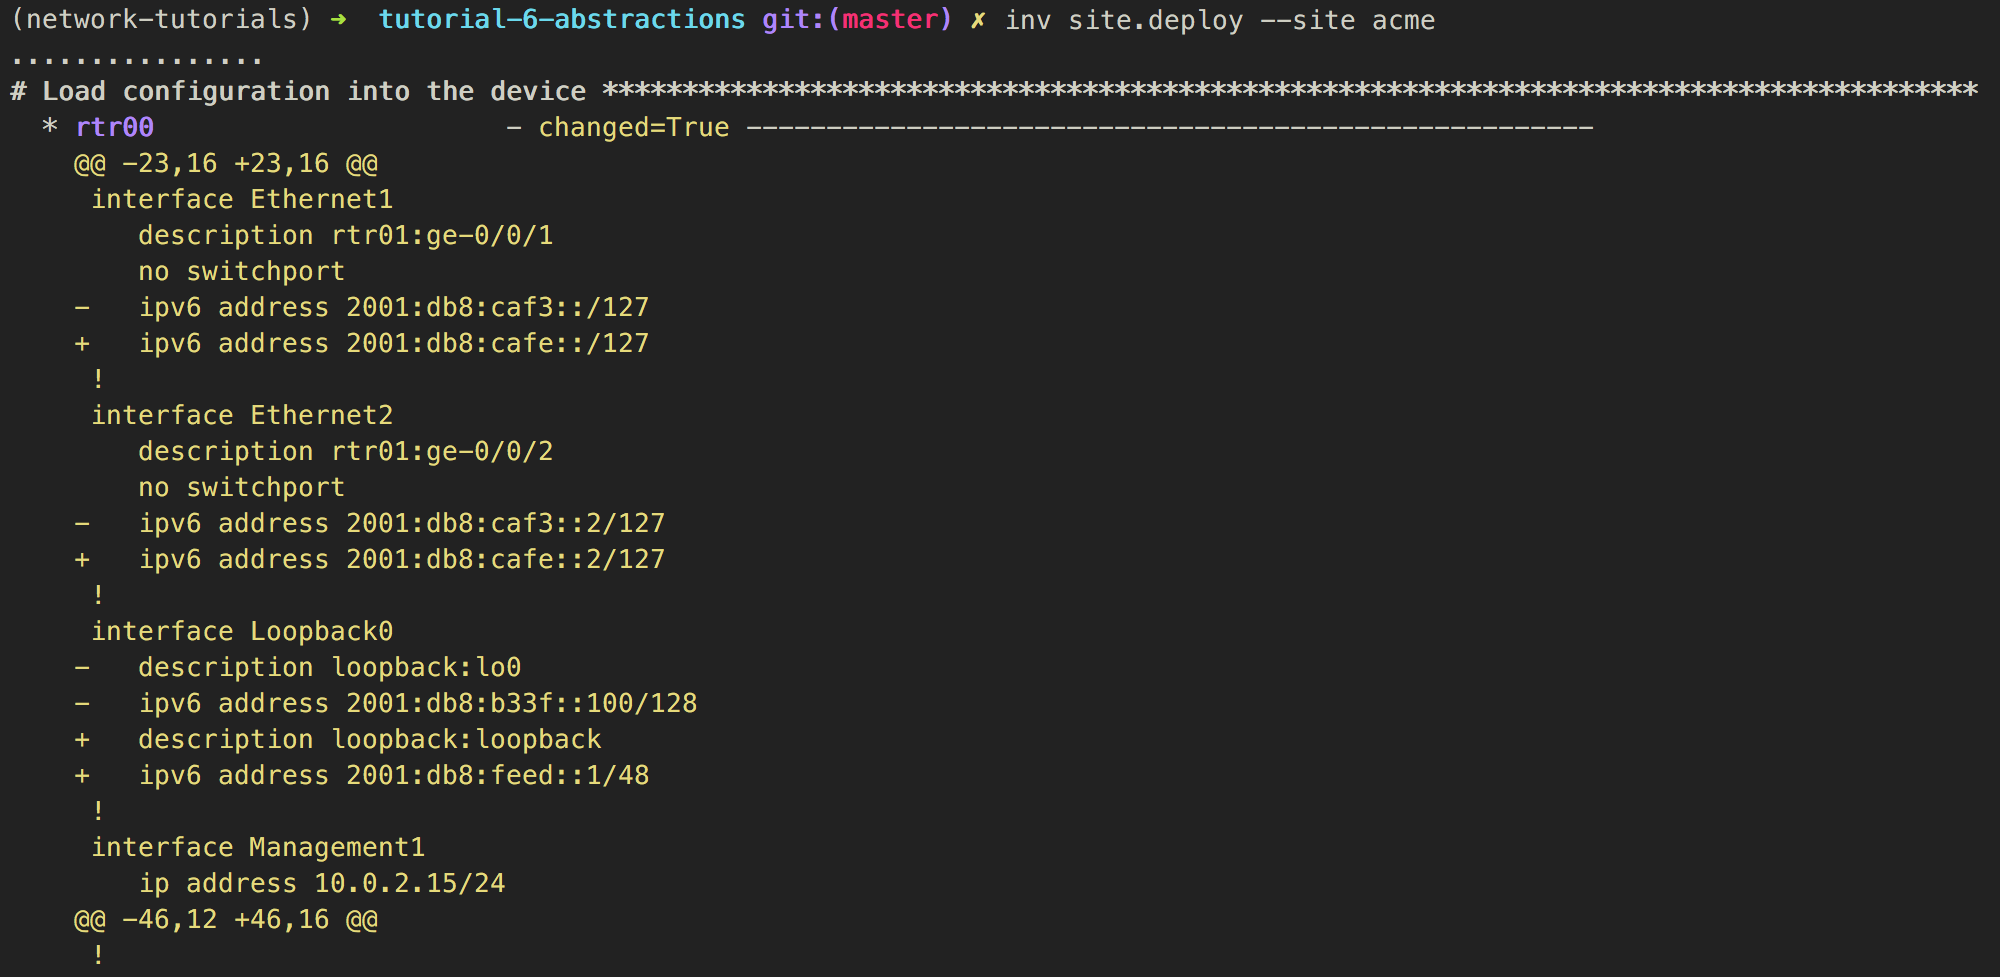 (network-tutorials) ➜  tutorial-6-abstractions git:(master) ✗ inv site.deploy --site acme
................
# Load configuration into the device **************************************************************************************
  * rtr00                      - changed=True -----------------------------------------------------
    @@ -23,16 +23,16 @@
     interface Ethernet1
        description rtr01:ge-0/0/1
        no switchport
    -   ipv6 address 2001:db8:caf3::/127
    +   ipv6 address 2001:db8:cafe::/127
     !
     interface Ethernet2
        description rtr01:ge-0/0/2
        no switchport
    -   ipv6 address 2001:db8:caf3::2/127
    +   ipv6 address 2001:db8:cafe::2/127
     !
     interface Loopback0
    -   description loopback:lo0
    -   ipv6 address 2001:db8:b33f::100/128
    +   description loopback:loopback
    +   ipv6 address 2001:db8:feed::1/48
     !
     interface Management1
        ip address 10.0.2.15/24
    @@ -46,12 +46,16 @@
     !